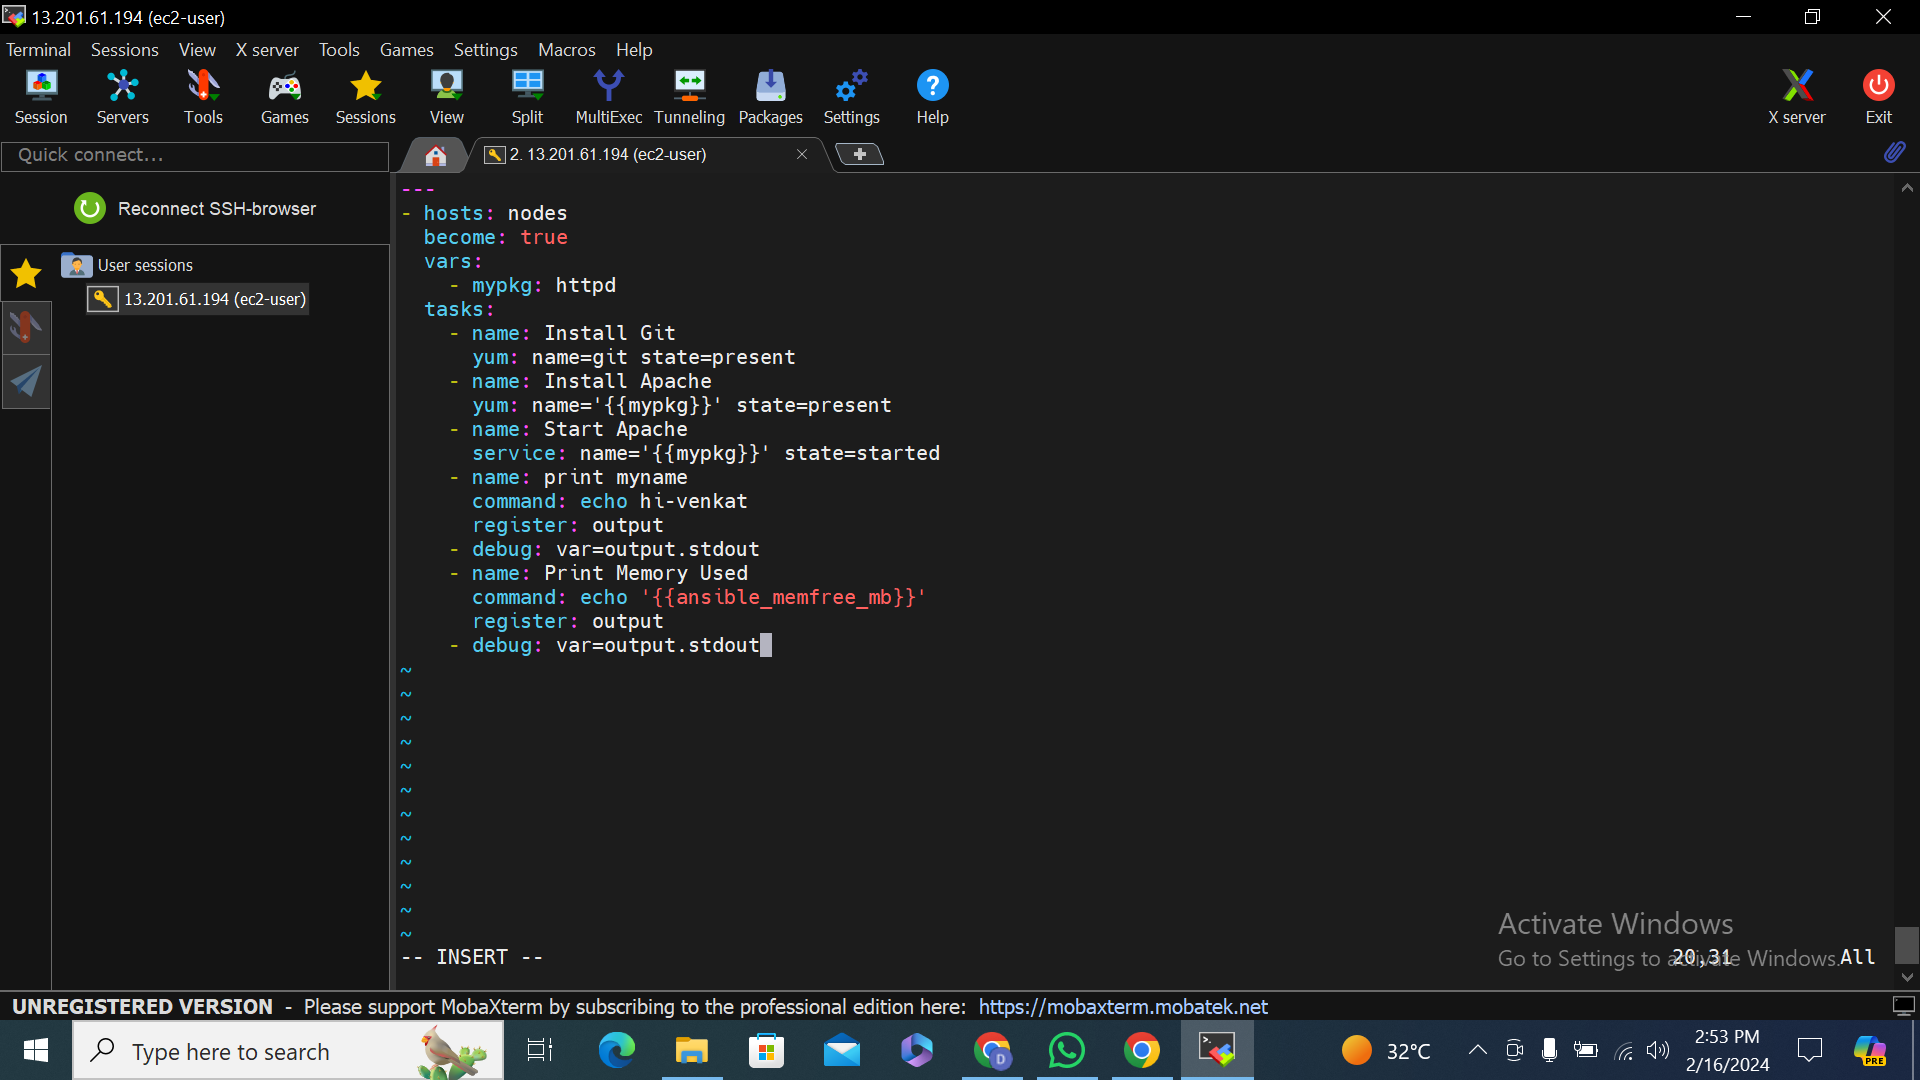 13.201.61.194 (ec2-user)
Terminal Sessions View X server Tools Games Settings Macros Help
Session Servers Tools Games Sessions View Split MultiExec Tunneling Packages Settings Help X server Exit
Quick connect...
2. 13.201.61.194 (ec2-user)
Reconnect SSH-browser
User sessions
13.201.61.194 (ec2-user)
---
- hosts: nodes
  become: true
  vars:
    - mypkg: httpd
  tasks:
    - name: Install Git
      yum: name=git state=present
    - name: Install Apache
      yum: name='{{mypkg}}' state=present
    - name: Start Apache
      service: name='{{mypkg}}' state=started
    - name: print myname
      command: echo hi-venkat
      register: output
    - debug: var=output.stdout
    - name: Print Memory Used
      command: echo '{{ansible_memfree_mb}}'
      register: output
    - debug: var=output.stdout
~
~
~
~
~
~
~
~
~
~
~
~
-- INSERT --
20,31
All
Activate Windows
Go to Settings to activate Windows.
UNREGISTERED VERSION - Please support MobaXterm by subscribing to the professional edition here: https://mobaxterm.mobatek.net
Type here to search
D
32°C
2:53 PM
2/16/2024
PRE